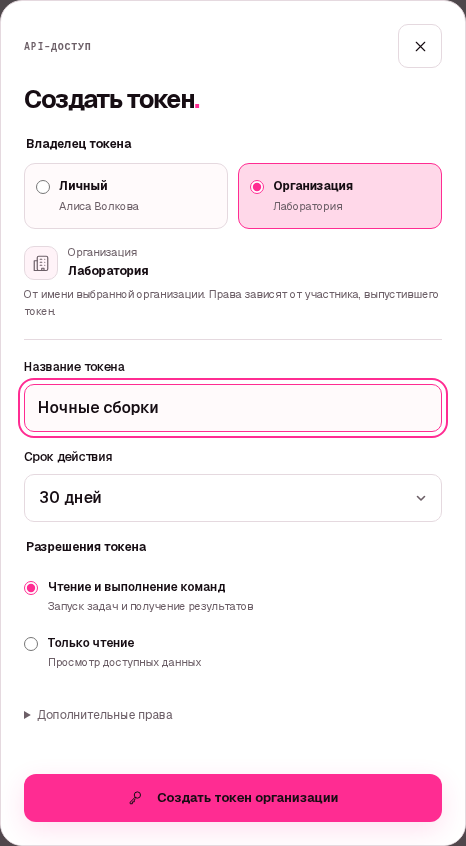 API-ДОСТУП
Создать токен.
Владелец токена
Личный
Алиса Волкова
Организация
Лаборатория
Организация
Лаборатория
От имени выбранной организации. Права зависят от участника, выпустившего
токен.
Название токена
Ночные сборки
Срок действия
30 дней
Разрешения токена
Чтение и выполнение команд
Запуск задач и получение результатов
Только чтение
Просмотр доступных данных
Дополнительные права
Создать токен организации